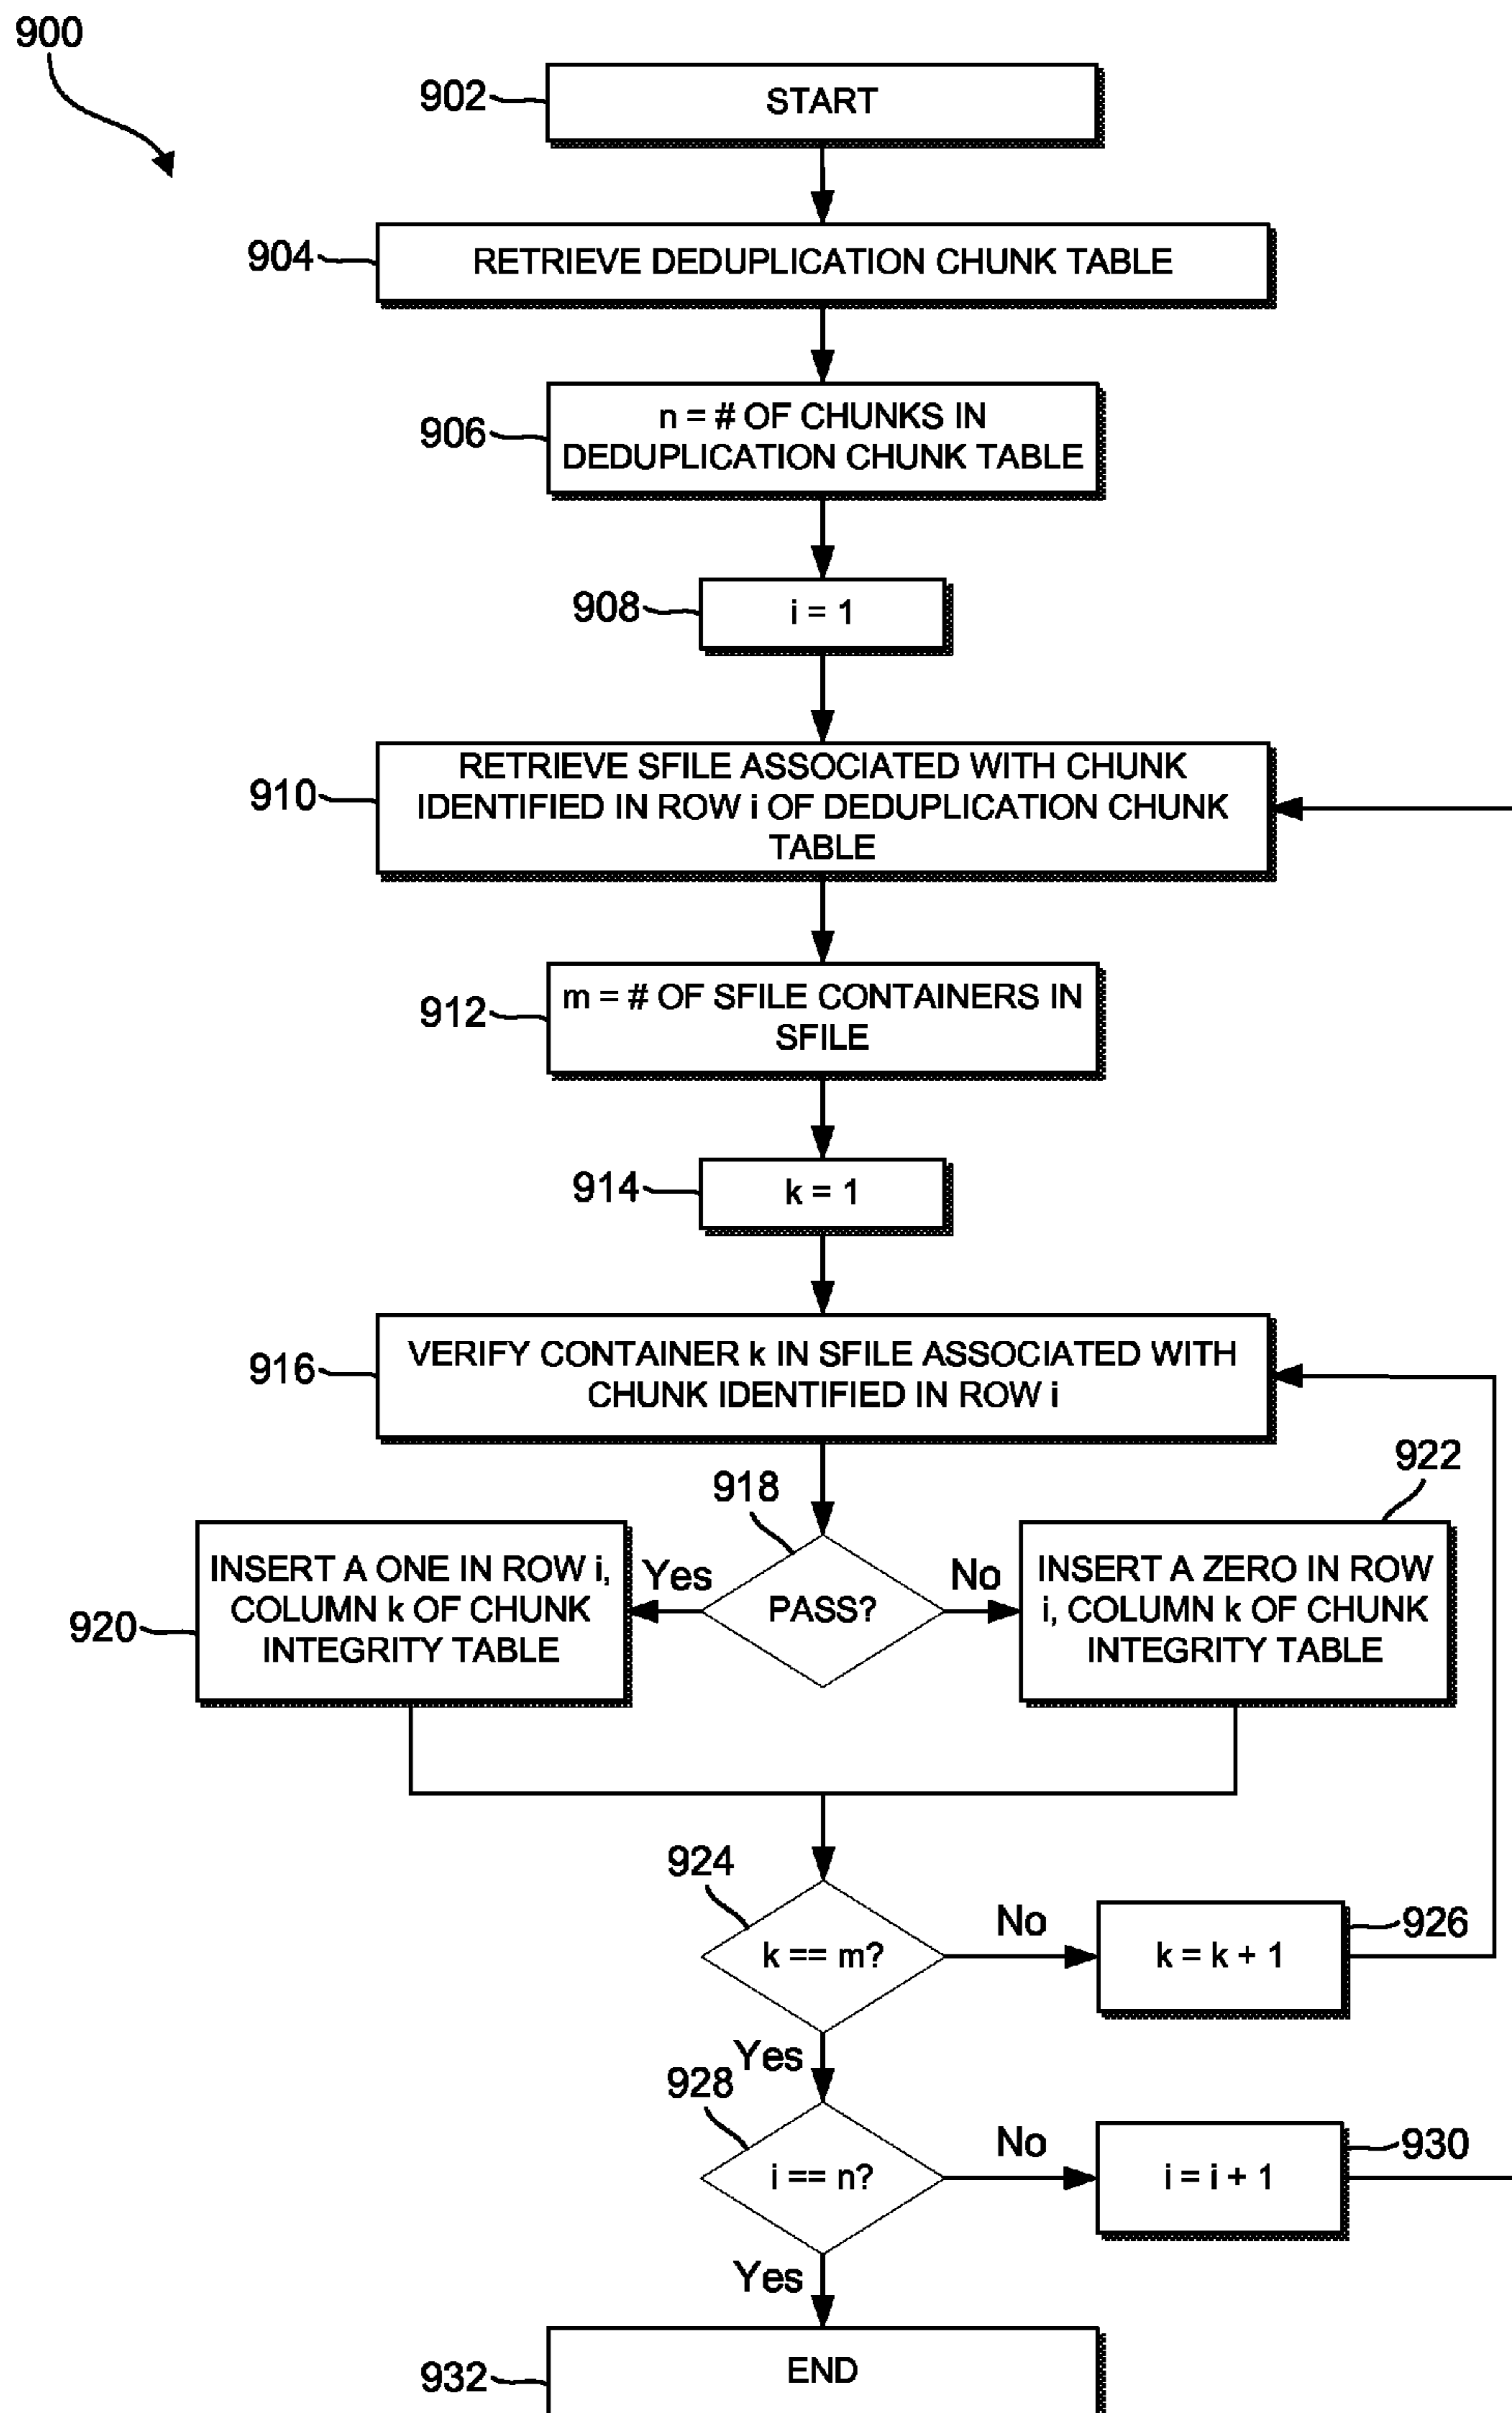 900
902
START
904
RETRIEVE DEDUPLICATION CHUNK TABLE
906
n = # OF CHUNKS IN
DEDUPLICATION CHUNK TABLE
908
i = 1
910
RETRIEVE SFILE ASSOCIATED WITH CHUNK
IDENTIFIED IN ROW i OF DEDUPLICATION CHUNK
TABLE
912
m = # OF SFILE CONTAINERS IN
SFILE
914
k = 1
916
VERIFY CONTAINER k IN SFILE ASSOCIATED WITH
CHUNK IDENTIFIED IN ROW i
918
PASS?
Yes
No
920
INSERT A ONE IN ROW i,
COLUMN k OF CHUNK
INTEGRITY TABLE
922
INSERT A ZERO IN ROW
i, COLUMN k OF CHUNK
INTEGRITY TABLE
924
k == m?
No
926
k = k + 1
Yes
928
i == n?
No
930
i = i + 1
Yes
932
END